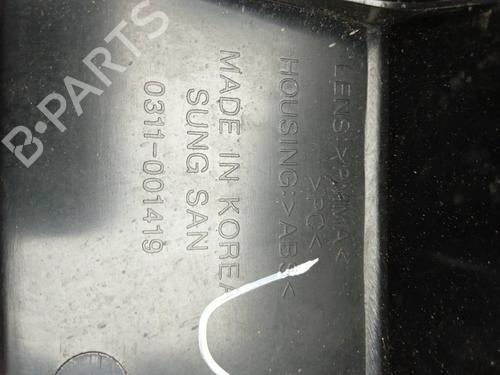 LENS:>PMMA<
>PC<
HOUSING:>ABS<
MADE IN KOREA
SUNG SAN
0311-001419
B-PARTS